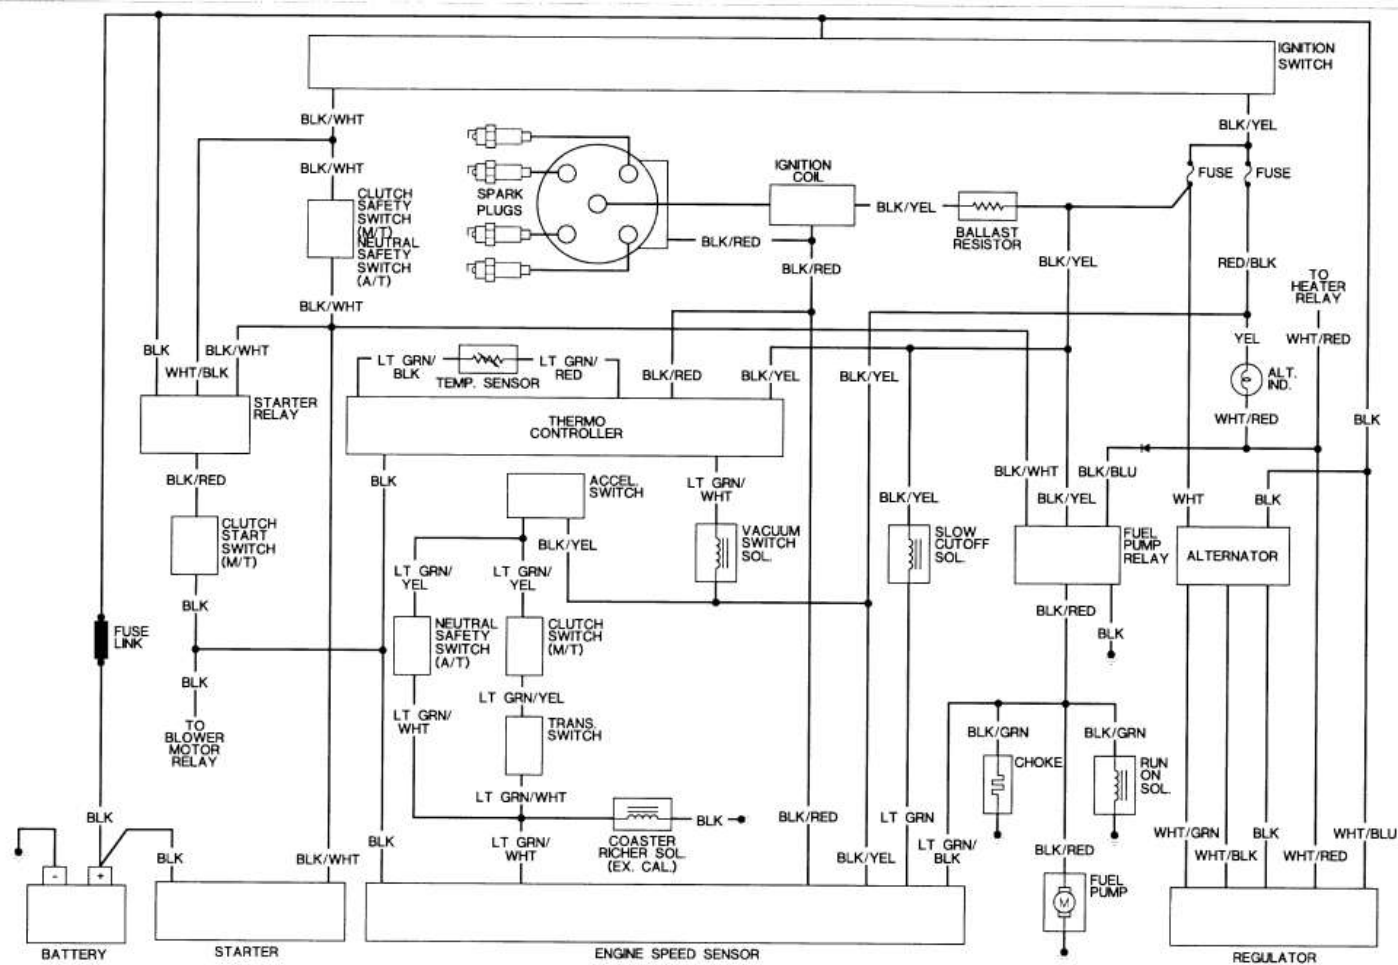 IGNITION
SWITCH
BLK/WHT
BLK/YEL
BLK/WHT
IGNITION
COIL
FUSE
FUSE
CLUTCH
SAFETY
SWITCH
(M/T)
NEUTRAL
SAFETY
SWITCH
(A/T)
SPARK
PLUGS
BLK/YEL
BALLAST
RESISTOR
BLK/RED
BLK/RED
BLK/YEL
RED/BLK
TO
HEATER
RELAY
BLK/WHT
BLK
BLK/WHT
WHT/BLK
LT GRN/
BLK
TEMP. SENSOR
LT GRN/
RED
BLK/RED
BLK/YEL
BLK/YEL
YEL
WHT/RED
ALT.
IND.
STARTER
RELAY
THERMO
CONTROLLER
WHT/RED
BLK
BLK/RED
BLK
ACCEL.
SWITCH
LT GRN/
WHT
BLK/YEL
BLK/WHT
BLK/BLU
BLK/YEL
WHT
BLK
CLUTCH
START
SWITCH
(M/T)
BLK/YEL
VACUUM
SWITCH
SOL.
SLOW
CUTOFF
SOL.
FUEL
PUMP
RELAY
ALTERNATOR
LT GRN/
YEL
LT GRN/
YEL
BLK
BLK/RED
BLK
FUSE
LINK
NEUTRAL
SAFETY
SWITCH
(A/T)
CLUTCH
SWITCH
(M/T)
BLK
LT GRN/YEL
LT GRN/
WHT
TRANS.
SWITCH
TO
BLOWER
MOTOR
RELAY
BLK/GRN
BLK/GRN
CHOKE
RUN
ON
SOL.
LT GRN/WHT
BLK
BLK
COASTER
RICHER SOL.
(EX. CAL.)
BLK/RED
LT GRN
LT GRN/
BLK
LT GRN/
WHT
BLK
BLK/WHT
BLK
BLK/YEL
BLK/RED
WHT/GRN
WHT/BLK
BLK
WHT/RED
WHT/BLU
-
+
FUEL
PUMP
M
BATTERY
STARTER
ENGINE SPEED SENSOR
REGULATOR